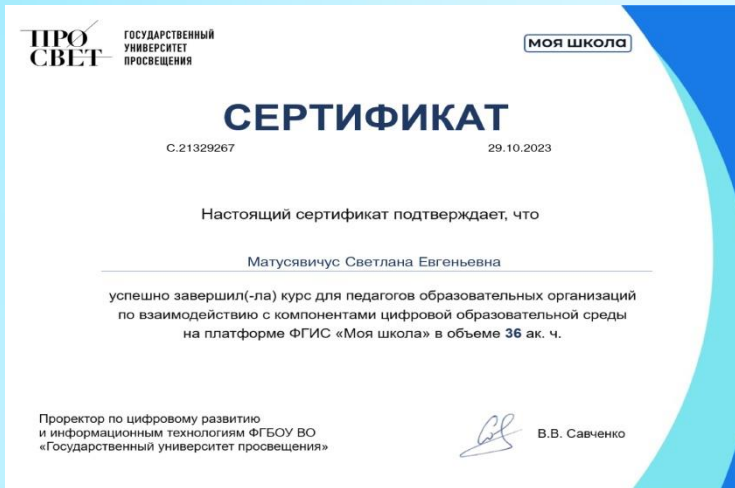 ПРОСВЕТ
ГОСУДАРСТВЕННЫЙ
УНИВЕРСИТЕТ
ПРОСВЕЩЕНИЯ
МОЯ ШКОЛА
СЕРТИФИКАТ
С.21329267 29.10.2023
Настоящий сертификат подтверждает, что
Матусявичус Светлана Евгеньевна
успешно завершил(-ла) курс для педагогов образовательных организаций
по взаимодействию с компонентами цифровой образовательной среды
на платформе ФГИС «Моя школа» в объеме 36 ак. ч.
Проректор по цифровому развитию
и информационным технологиям ФГБОУ ВО
«Государственный университет просвещения»
В.В. Савченко